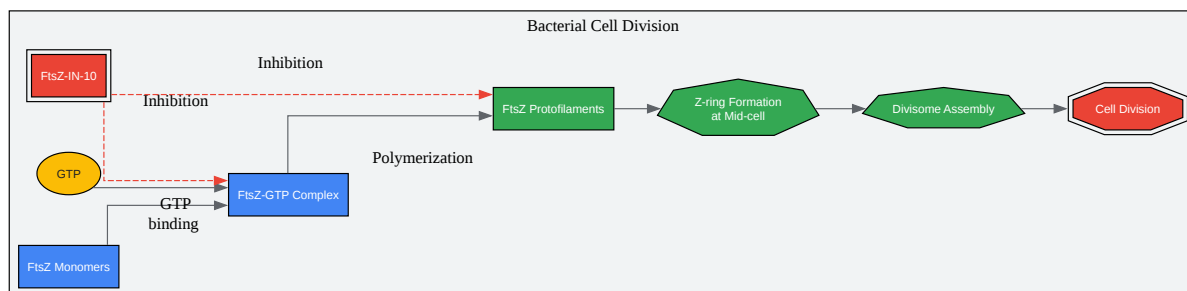 Bacterial Cell Division
Inhibition
FtsZ-IN-10
Inhibition
FtsZ Protofilaments
Z-ring Formation
at Mid-cell
Divisome Assembly
Cell Division
Polymerization
GTP
FtsZ-GTP Complex
GTP
binding
FtsZ Monomers